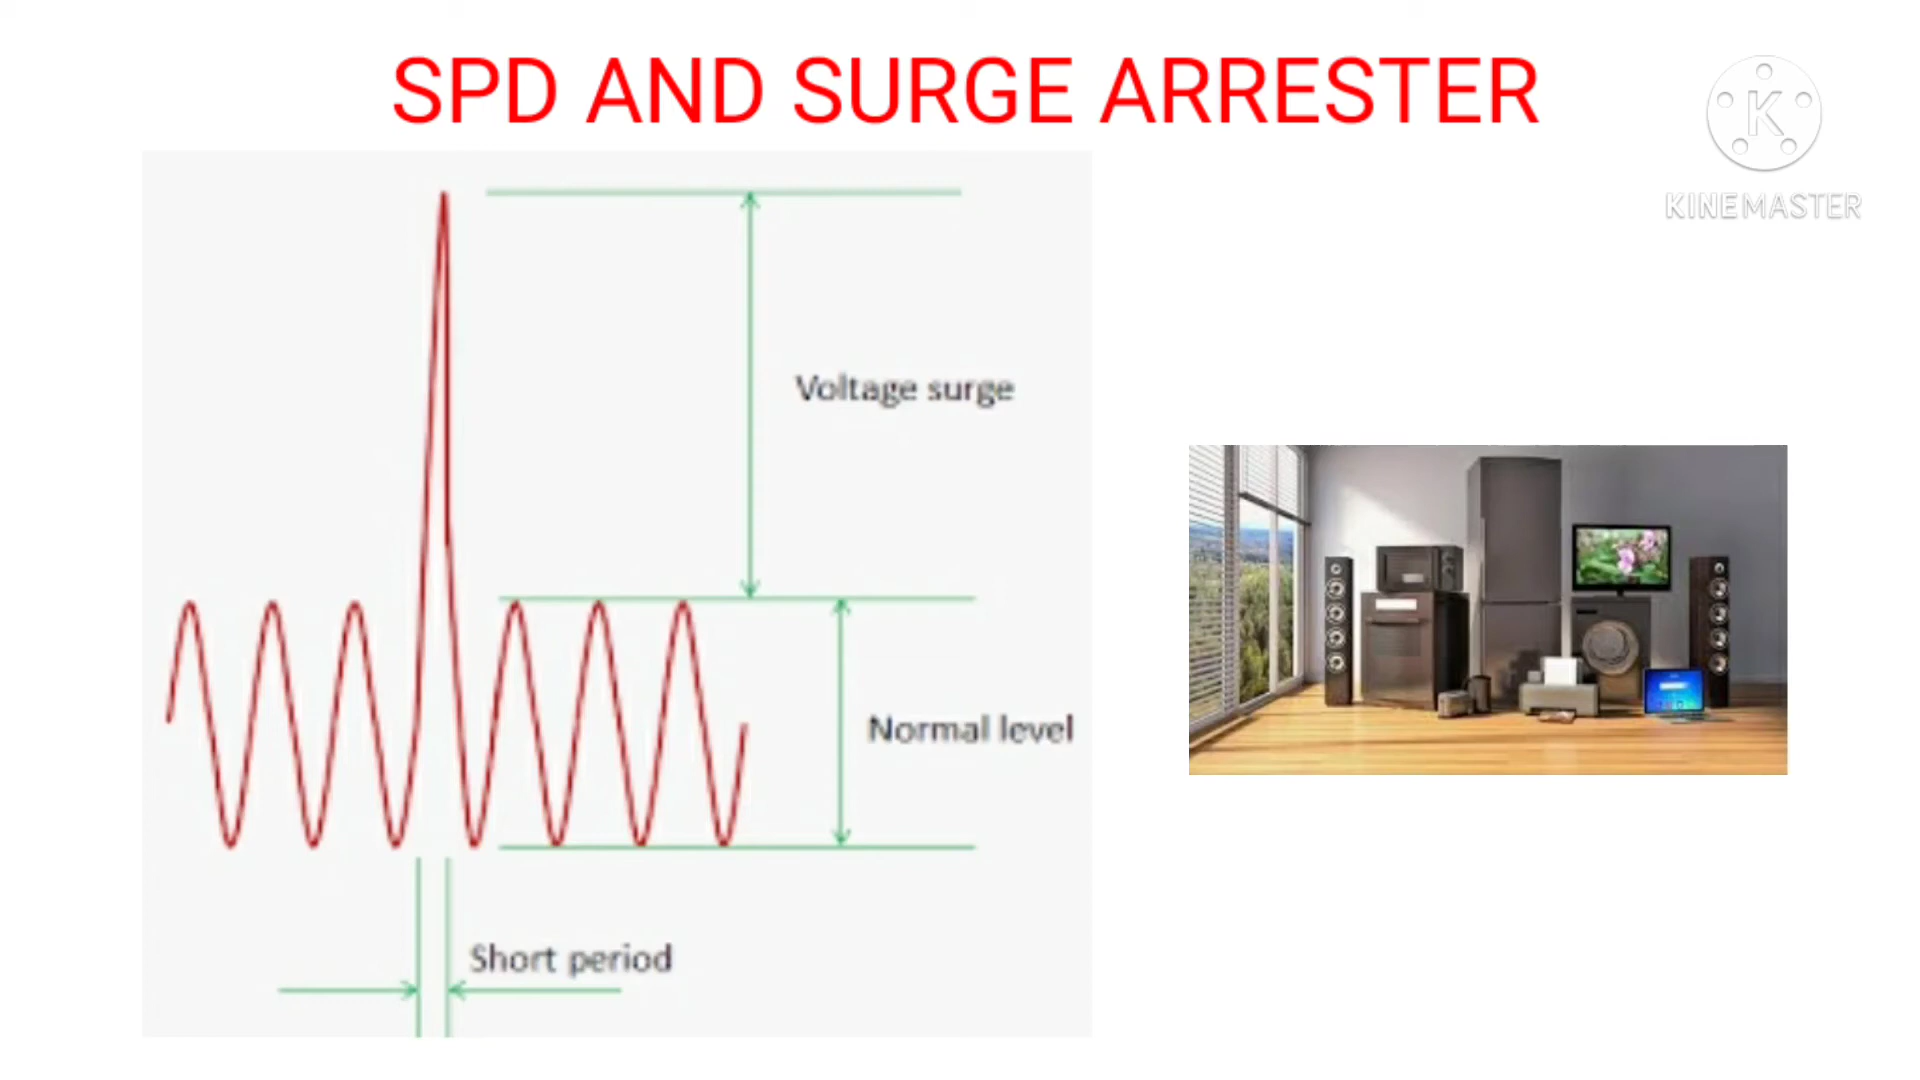 SPD AND SURGE ARRESTER
K
KINEMASTER
Voltage surge
Normal level
Short period